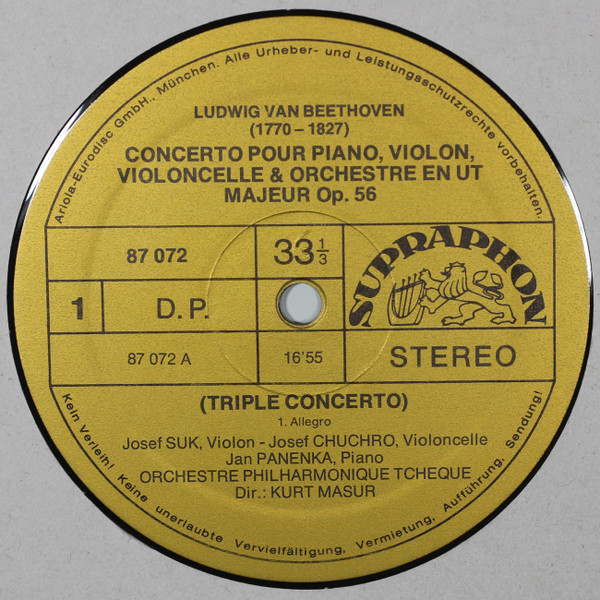 Ariola-Eurodisc GmbH., München. Alle Urheber- und Leistungsschutzrechte vorbehalten.
LUDWIG VAN BEETHOVEN
(1770 – 1827)
CONCERTO POUR PIANO, VIOLON,
VIOLONCELLE & ORCHESTRE EN UT
MAJEUR Op. 56
87 072
33 1/3
SUPRAPHON
1
D. P.
87 072 A
16'55
STEREO
(TRIPLE CONCERTO)
1. Allegro
Josef SUK, Violon - Josef CHUCHRO, Violoncelle
Jan PANENKA, Piano
ORCHESTRE PHILHARMONIQUE TCHEQUE
Dir.: KURT MASUR
Kein Verleih! Keine unerlaubte Vervielfältigung, Vermietung, Aufführung, Sendung!